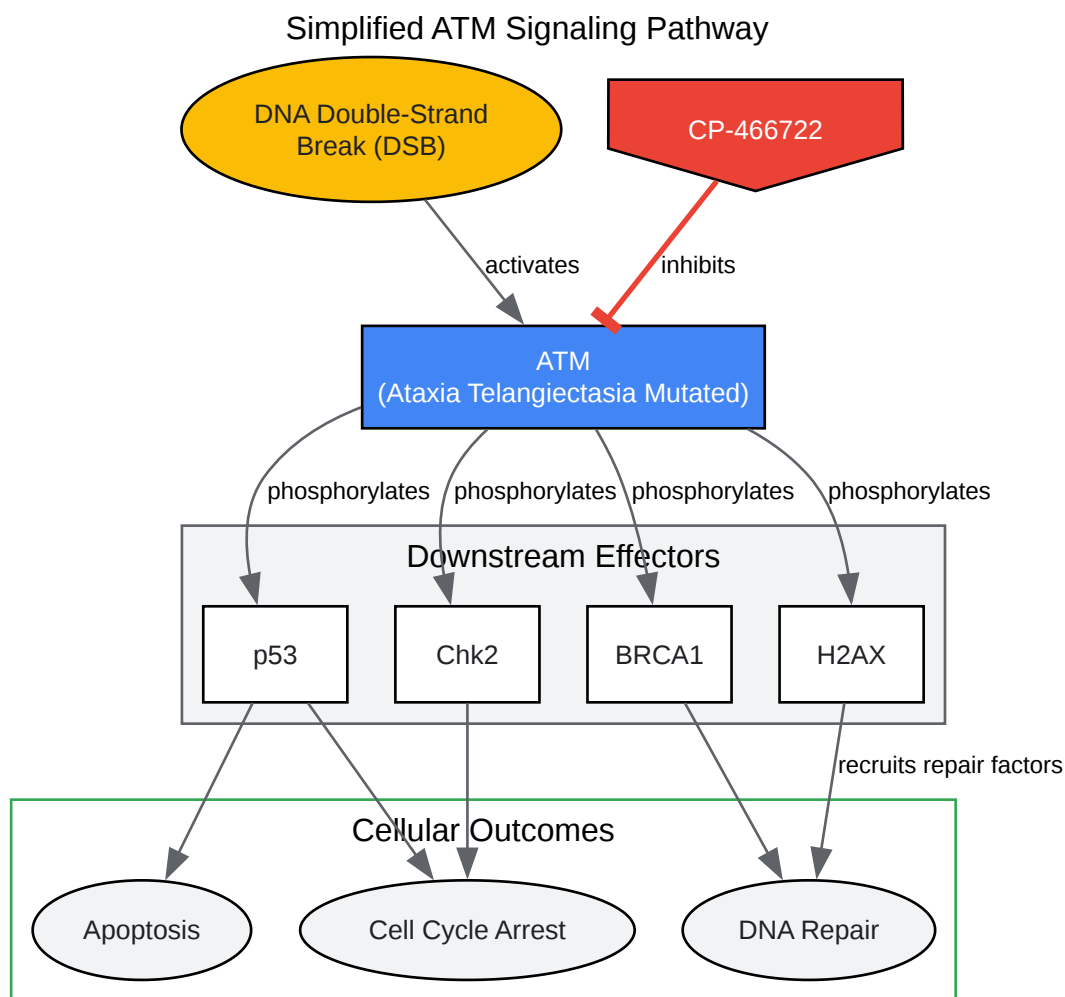 Simplified ATM Signaling Pathway
DNA Double-Strand
Break (DSB)
CP-466722
activates
inhibits
ATM
(Ataxia Telangiectasia Mutated)
phosphorylates
phosphorylates
phosphorylates
phosphorylates
Downstream Effectors
p53
Chk2
BRCA1
H2AX
recruits repair factors
Cellular Outcomes
Apoptosis
Cell Cycle Arrest
DNA Repair